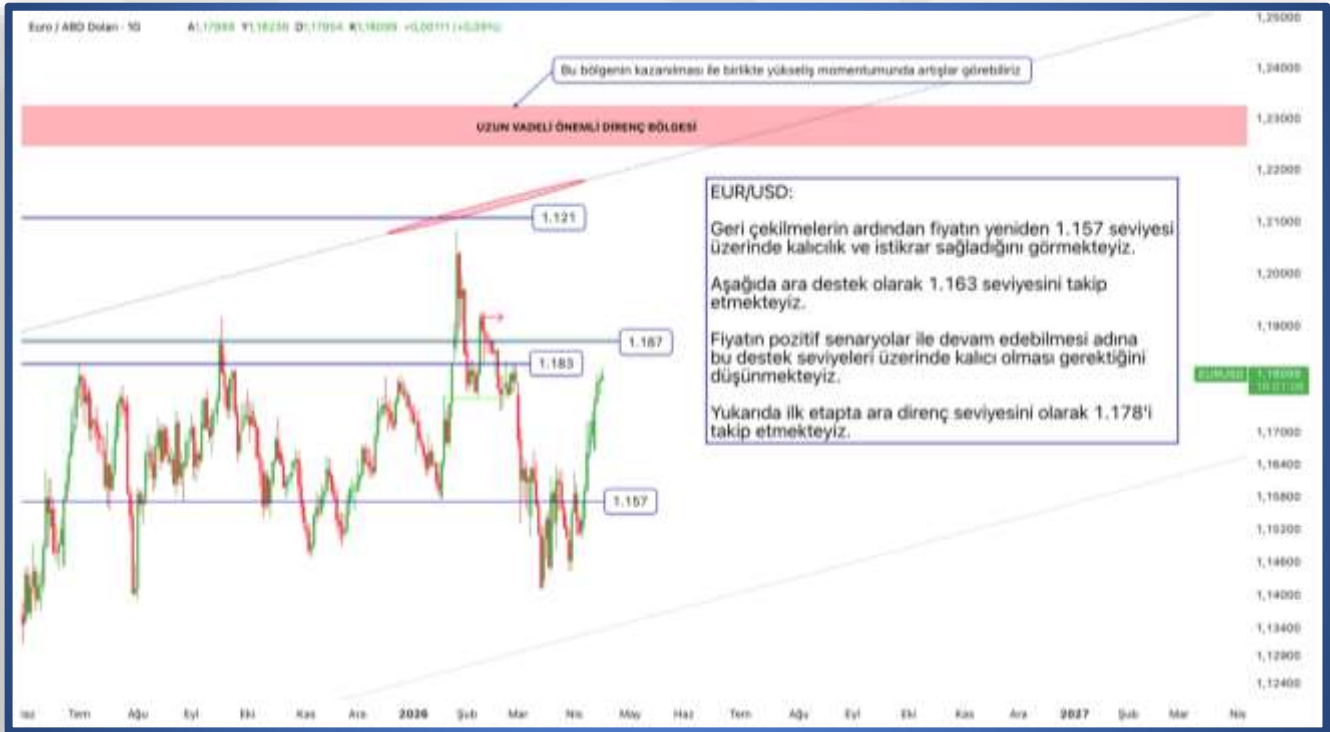 Euro / ABD Doları - 1G
Bu bölgenin kazanılması ile birlikte yükseliş momentumunda artışlar görebiliriz
UZUN VADELİ ÖNEMLİ DİRENÇ BÖLGESİ
1.121
1.187
1.183
1.157
EUR/USD:
Geri çekilmelerin ardından fiyatın yeniden 1.157 seviyesi
üzerinde kalıcılık ve istikrar sağladığını görmekteyiz.
Aşağıda ara destek olarak 1.163 seviyesini takip
etmekteyiz.
Fiyatın pozitif senaryolar ile devam edebilmesi adına
bu destek seviyeleri üzerinde kalıcı olması gerektiğini
düşünmekteyiz.
Yukarıda ilk etapta ara direnç seviyesini olarak 1.178'i
takip etmekteyiz.
1,25000
1,24000
1,23000
1,22000
1,21000
1,20000
1,19000
EURUSD
1,17000
1,16400
1,15800
1,15200
1,14600
1,14000
1,13400
1,12900
1,12400
Tem Ağu Eyl Eki Kas Ara 2026 Şub Mar Nis May Haz Tem Ağu Eyl Eki Kas Ara 2027 Şub Mar Nis